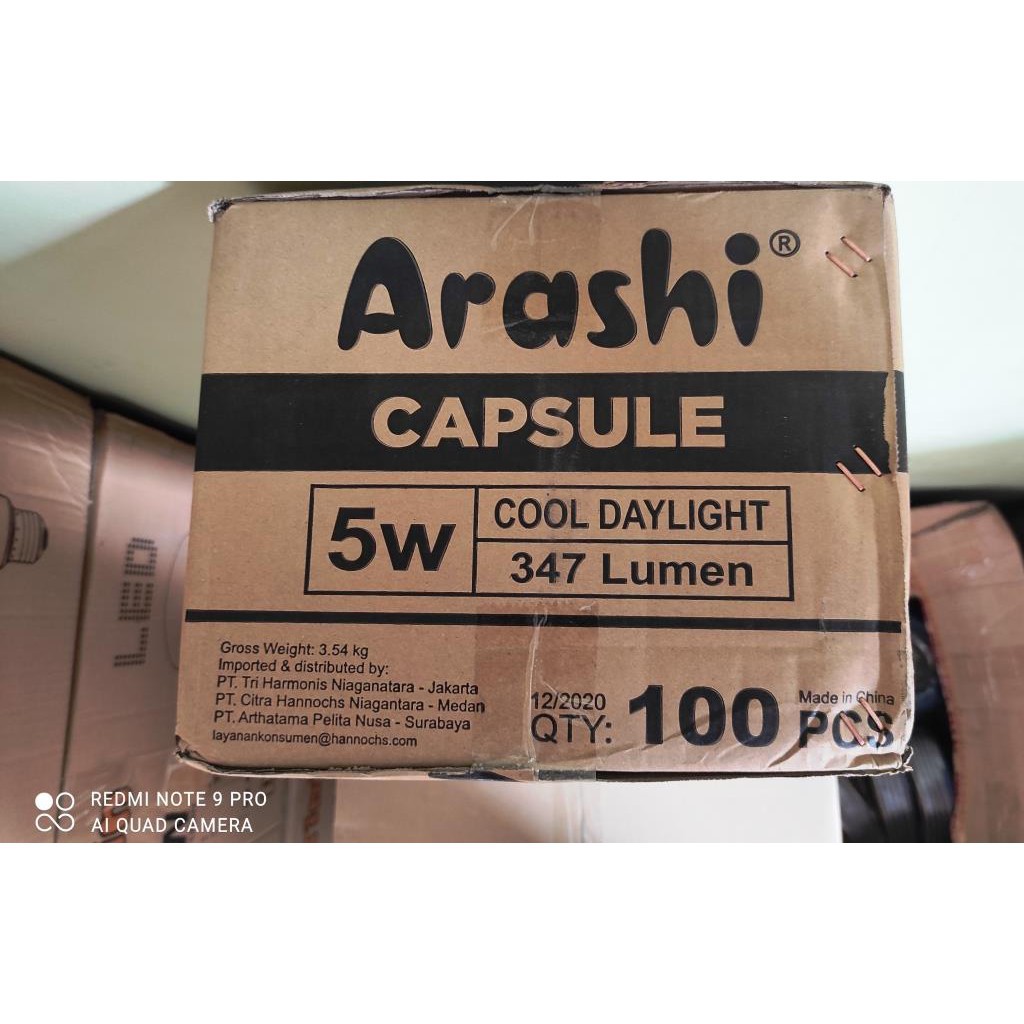 Arashi®
CAPSULE
5W
COOL DAYLIGHT
347 Lumen
Gross Weight: 3.54 kg
Imported & distributed by:
PT. Tri Harmonis Niaganatara - Jakarta
PT. Citra Hannochs Niagantara - Medan
PT. Arthatama Pelita Nusa - Surabaya
layanankonsumen@hannochs.com
12/2020
QTY: 100 PCS
Made in China
LED
REDMI NOTE 9 PRO
AI QUAD CAMERA